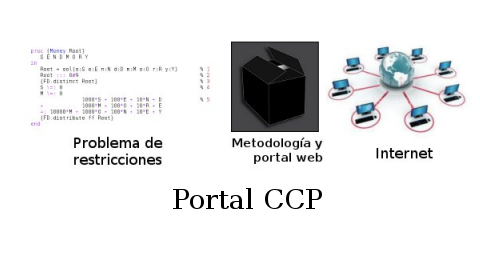 proc {Money Root}
S E N D M O R Y
in
Root = sol(s:S e:E n:N d:D m:M o:O r:R y:Y) % 1
Root ::: 0#9 % 2
{FD.distinct Root} % 3
S \=: 0 % 4
M \=: 0
1000*S + 100*E + 10*N + D % 5
+ 1000*M + 100*O + 10*R + E
=: 10000*M + 1000*O + 100*N + 10*E + Y
{FD.distribute ff Root}
end
Problema de
restricciones
Metodología y
portal web
Internet
Portal CCP